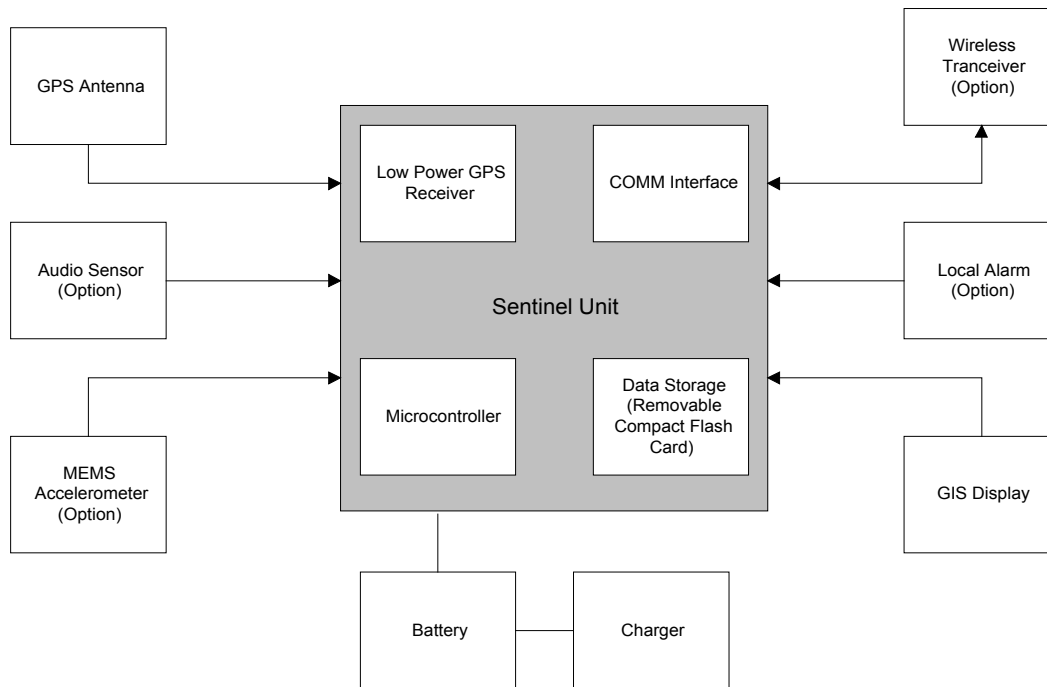 GPS Antenna
Wireless
Tranceiver
(Option)
Low Power GPS
Receiver
COMM Interface
Audio Sensor
(Option)
Local Alarm
(Option)
Sentinel Unit
Microcontroller
Data Storage
(Removable
Compact Flash
Card)
MEMS
Accelerometer
(Option)
GIS Display
Battery
Charger